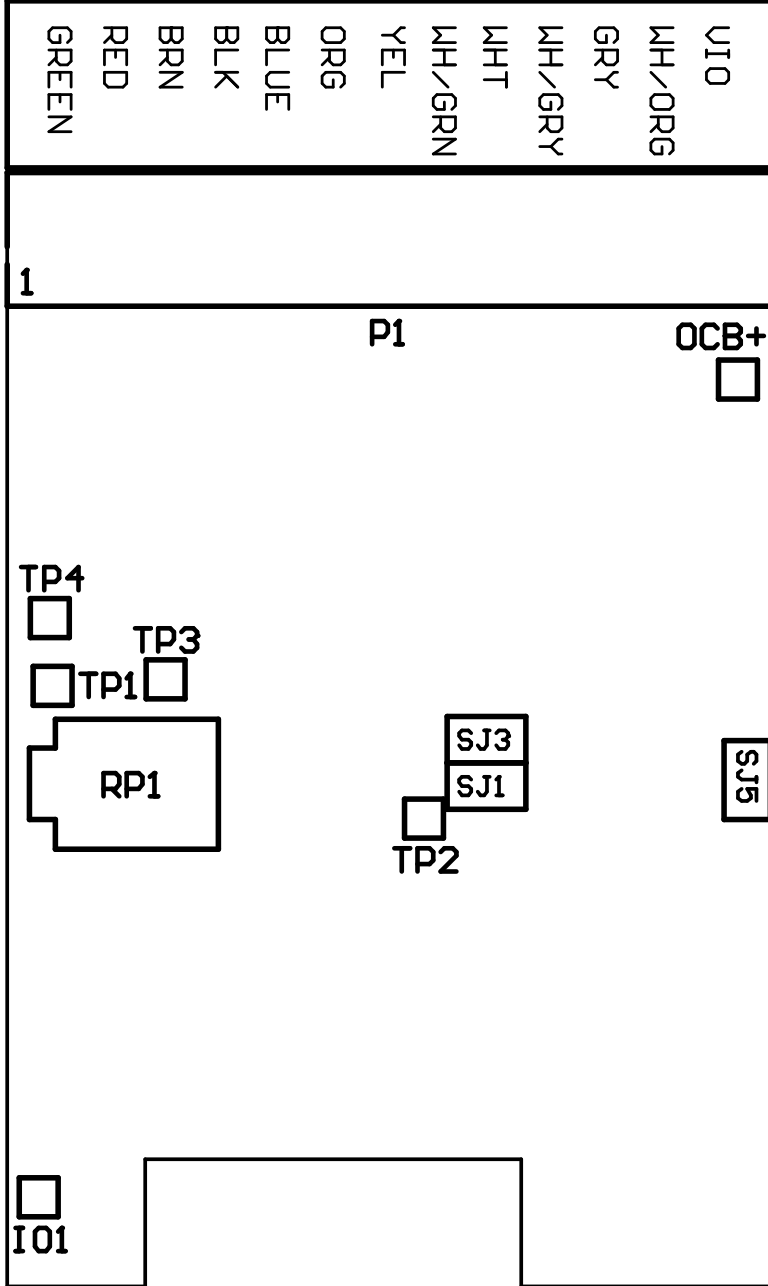 GREEN
RED
BRN
BLK
BLUE
ORG
YEL
WH/GRN
WHT
WH/GRY
GRY
WH/ORG
VIO
1
P1
OCB+
TP4
TP3
TP1
SJ3
RP1
SJ1
SJ5
TP2
IO1